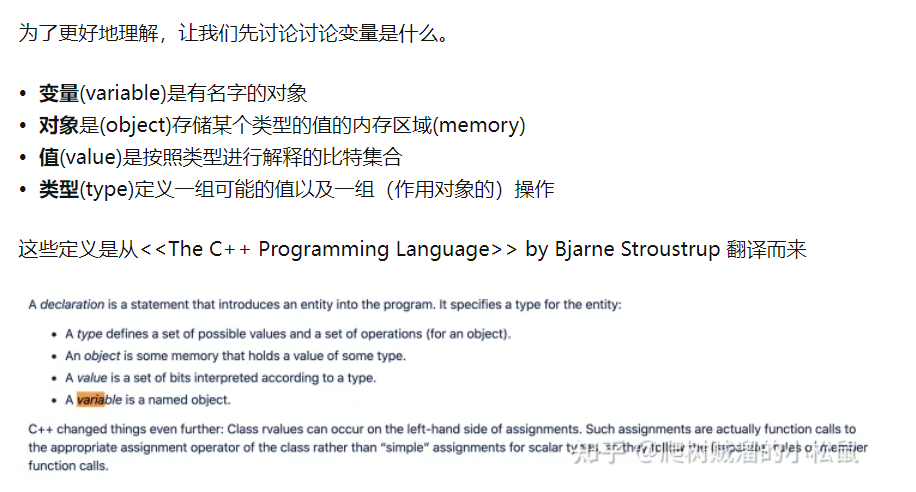 为了更好地理解，让我们先讨论讨论变量是什么。
• 变量(variable)是有名字的对象
• 对象是(object)存储某个类型的值的内存区域(memory)
• 值(value)是按照类型进行解释的比特集合
• 类型(type)定义一组可能的值以及一组（作用对象的）操作
这些定义是从<<The C++ Programming Language>> by Bjarne Stroustrup 翻译而来
A declaration is a statement that introduces an entity into the program. It specifies a type for the entity:
• A type defines a set of possible values and a set of operations (for an object).
• An object is some memory that holds a value of some type.
• A value is a set of bits interpreted according to a type.
• A variable is a named object.
C++ changed things even further: Class rvalues can occur on the left-hand side of assignments. Such assignments are actually function calls to
the appropriate assignment operator of the class rather than “simple” assignments for scalar they follow the rules of member
function calls.
知乎 @爬树贼溜的小松鼠